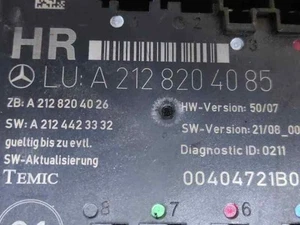 HR
LU: A 212 820 40 85
ZB: A 212 820 40 26
HW-Version: 50/07
SW: A 212 442 33 32
SW-Version: 21/08_00
gueltig bis zu evtl.
Diagnostic ID: 0211
SW-Aktualisierung
TEMIC
00404721B0
8
7
6